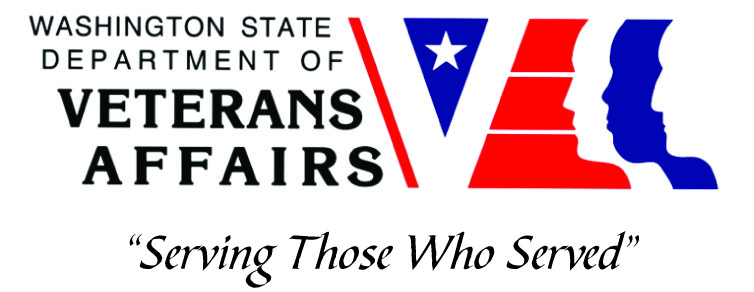 WASHINGTON STATE
DEPARTMENT OF
VETERANS
AFFAIRS
“Serving Those Who Served”